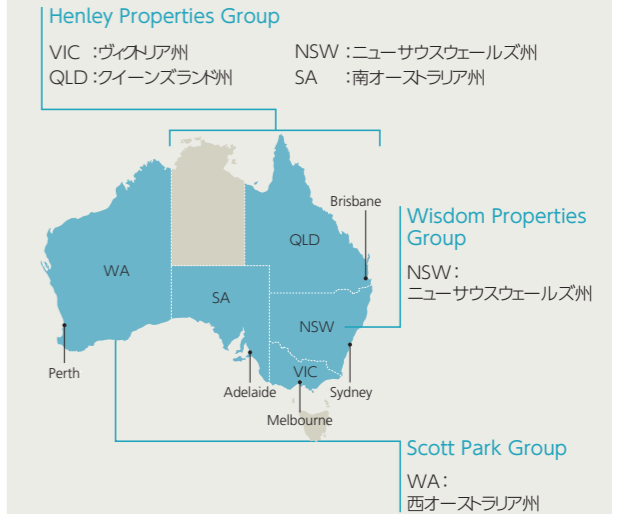 Henley Properties Group
VIC :ヴィクトリア州
NSW :ニューサウスウェールズ州
QLD :クイーンズランド州
SA :南オーストラリア州
Brisbane
QLD
WA
SA
NSW
VIC
Perth
Adelaide
Sydney
Melbourne
Wisdom Properties
Group
NSW:
ニューサウスウェールズ州
Scott Park Group
WA:
西オーストラリア州